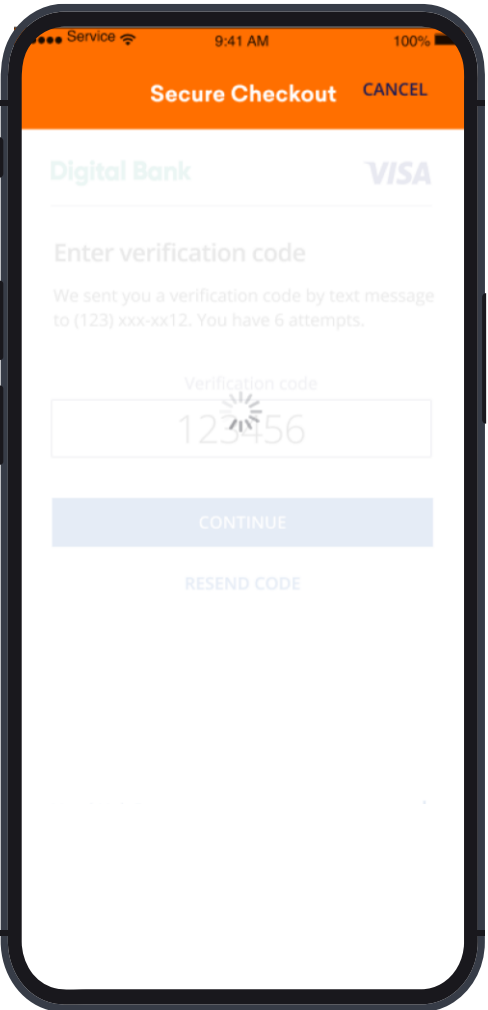 Service 9:41 AM 100%
Secure Checkout CANCEL
Digital Bank VISA
Enter verification code
We sent you a verification code by text message
to (123) xxx-xx12. You have 6 attempts.
Verification code
123456
CONTINUE
RESEND CODE